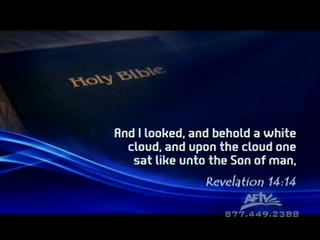 Holy Bible
And I looked, and behold a white
cloud, and upon the cloud one
sat like unto the Son of man,
Revelation 14:14
AFTV
877.449.2388